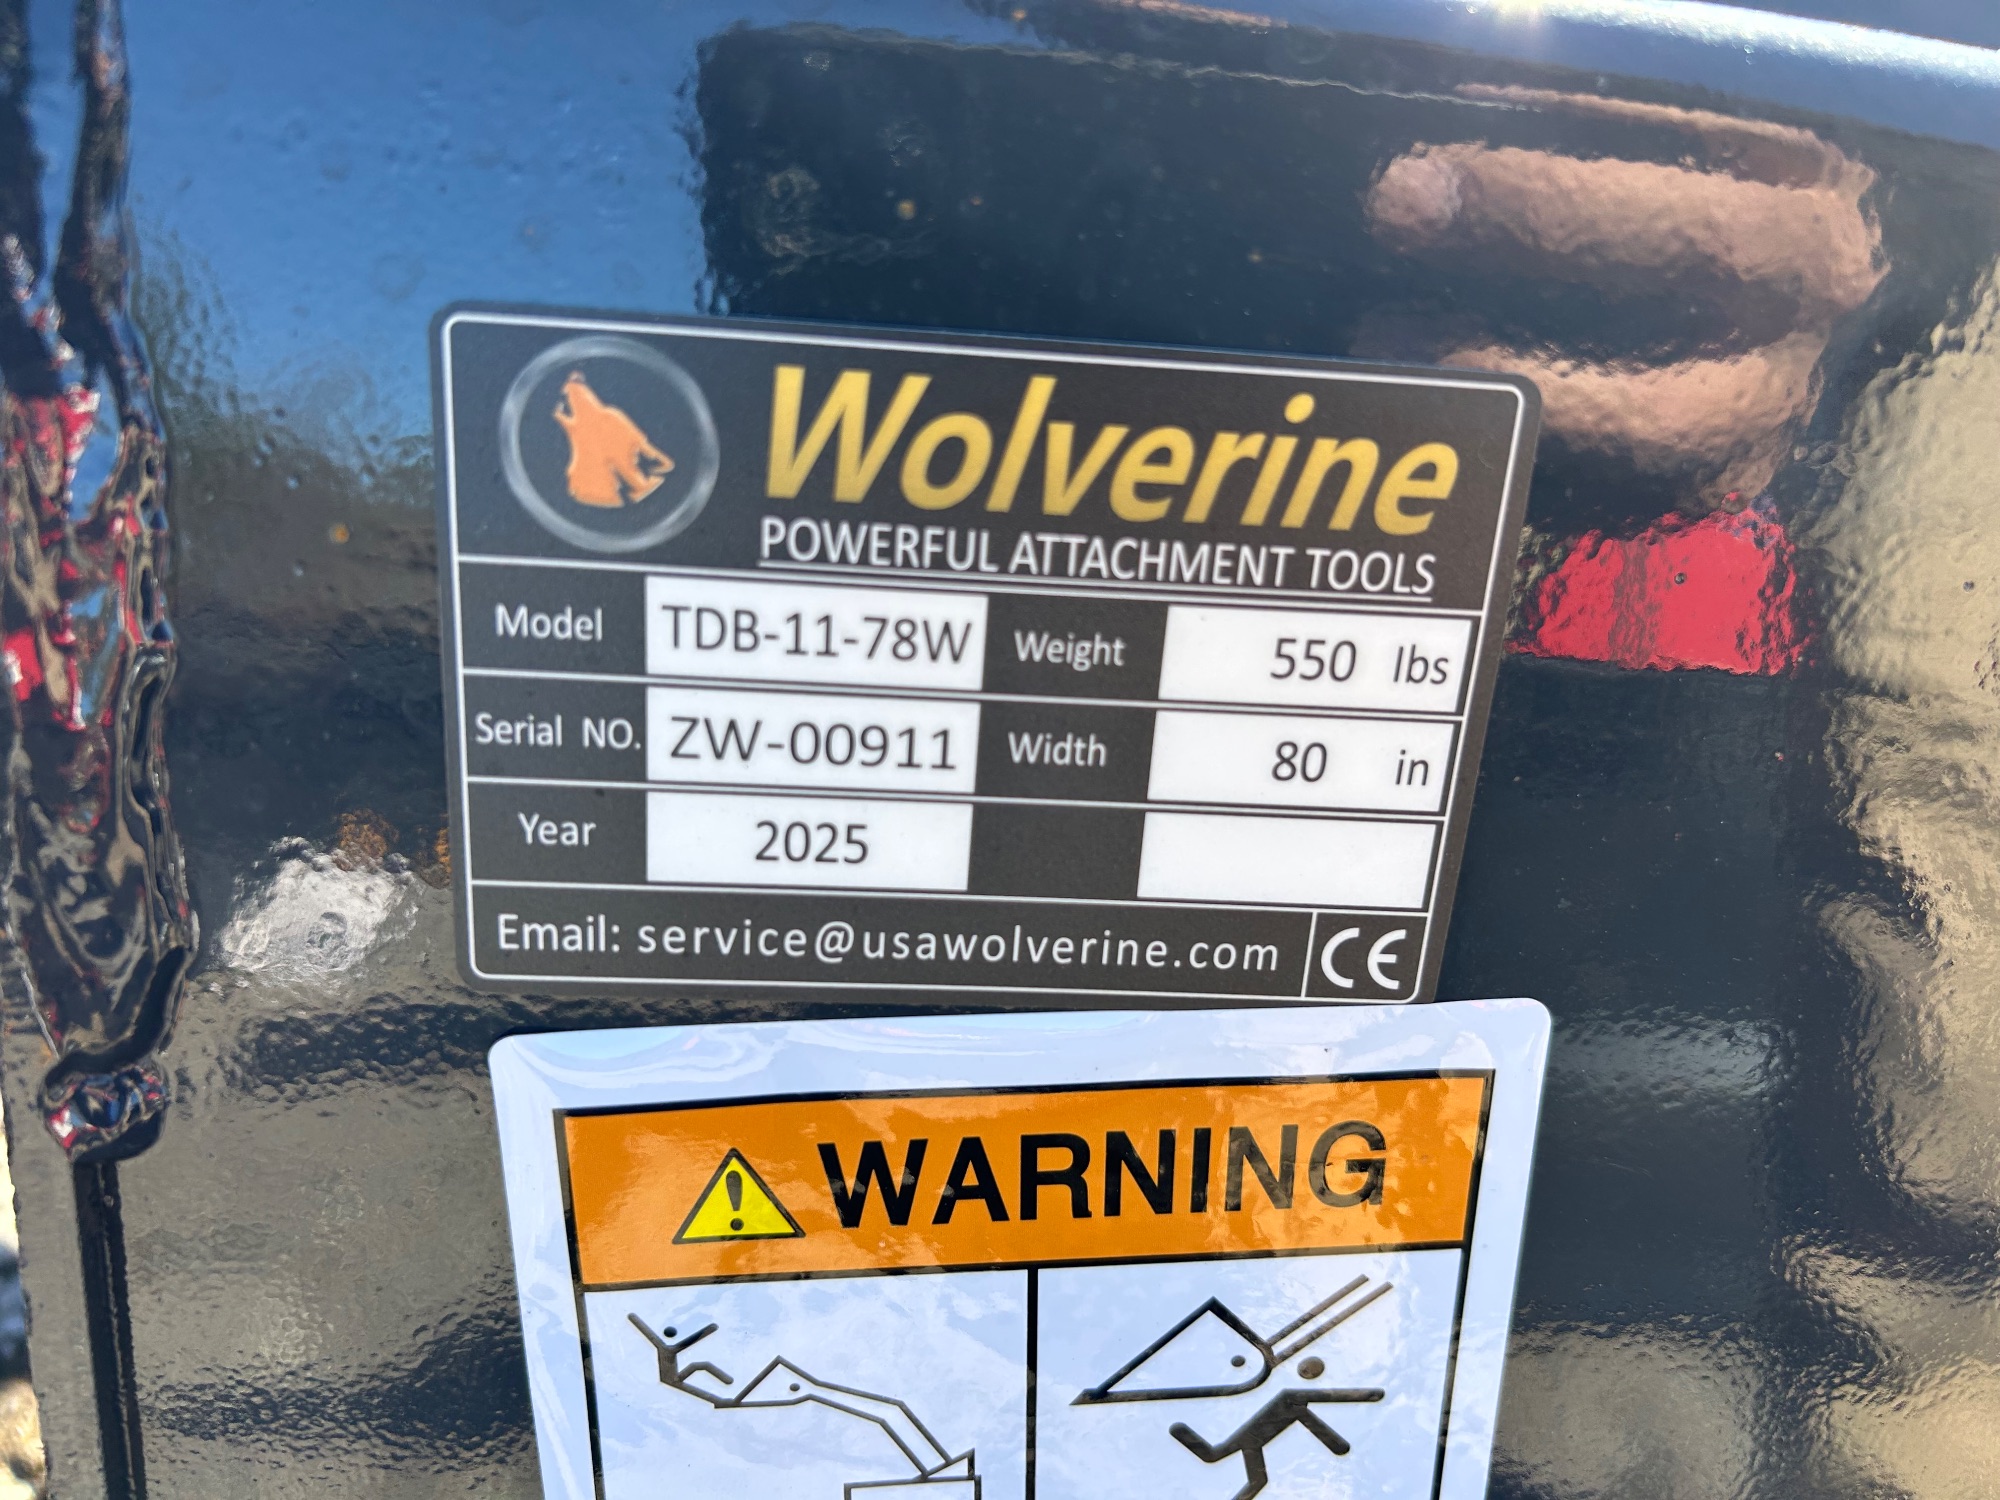 Wolverine
POWERFUL ATTACHMENT TOOLS
Model TDB-11-78W Weight 550 lbs
Serial NO. ZW-00911 Width 80 in
Year 2025
Email: service@usawolverine.com CE
WARNING